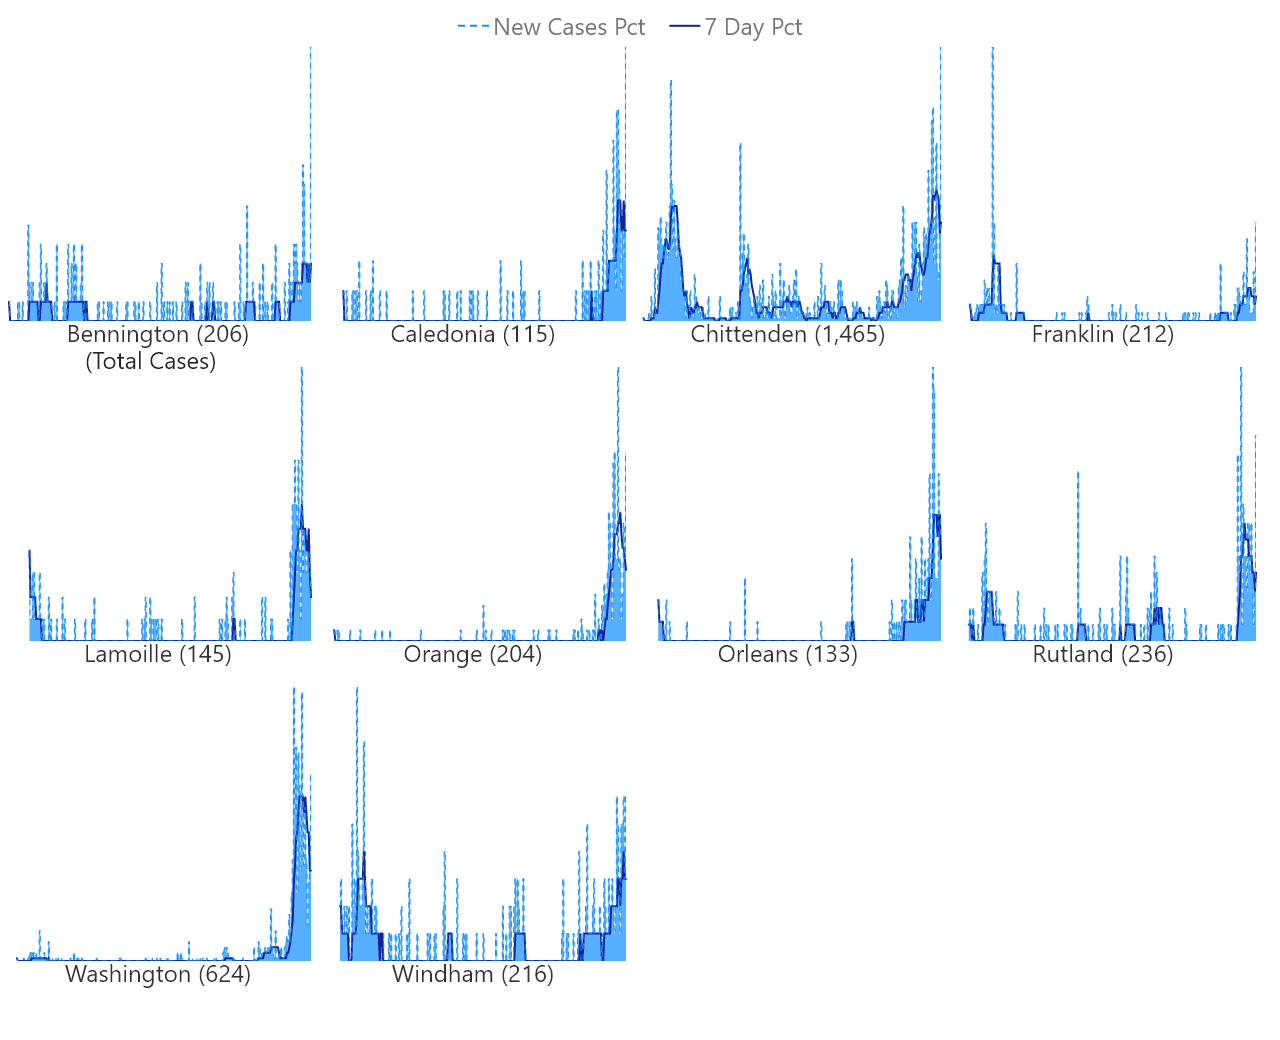 New Cases Pct 7 Day Pct
Bennington (206) Caledonia (115) Chittenden (1,465) Franklin (212)
(Total Cases)
Lamoille (145) Orange (204) Orleans (133) Rutland (236)
Washington (624) Windham (216)